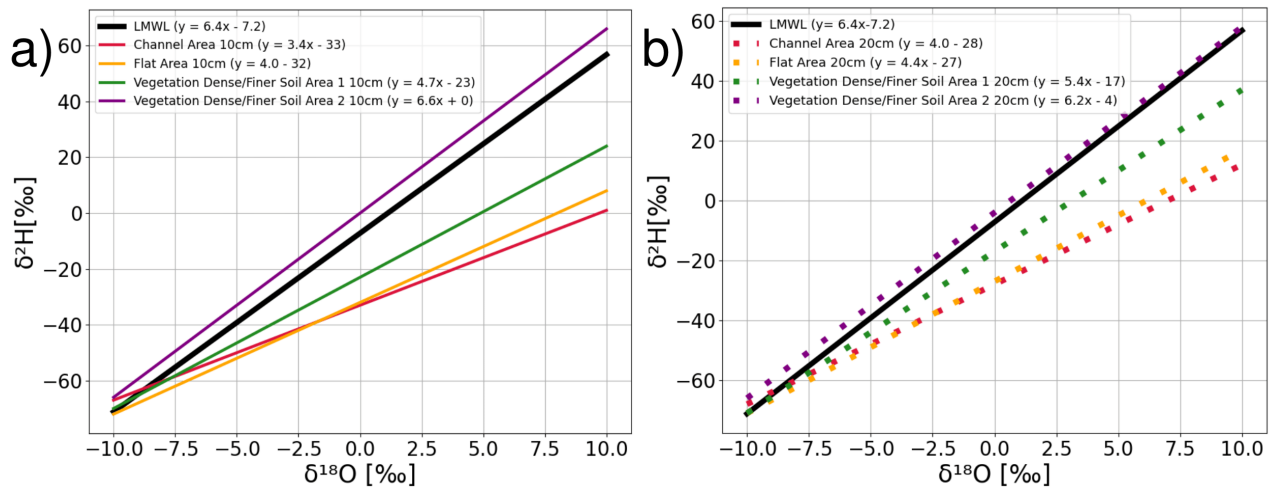 a)
LMWL (y = 6.4x - 7.2)
Channel Area 10cm (y = 3.4x - 33)
Flat Area 10cm (y = 4.0 - 32)
Vegetation Dense/Finer Soil Area 1 10cm (y = 4.7x - 23)
Vegetation Dense/Finer Soil Area 2 10cm (y = 6.6x + 0)
60
40
20
0
−20
−40
−60
δ²H[‰]
−10.0 −7.5 −5.0 −2.5 0.0 2.5 5.0 7.5 10.0
δ¹⁸O [‰]
b)
LMWL (y= 6.4x-7.2)
Channel Area 20cm (y = 4.0 - 28)
Flat Area 20cm (y = 4.4x - 27)
Vegetation Dense/Finer Soil Area 1 20cm (y = 5.4x - 17)
Vegetation Dense/Finer Soil Area 2 20cm (y = 6.2x - 4)
60
40
20
0
−20
−40
−60
δ²H[‰]
−10.0 −7.5 −5.0 −2.5 0.0 2.5 5.0 7.5 10.0
δ¹⁸O [‰]